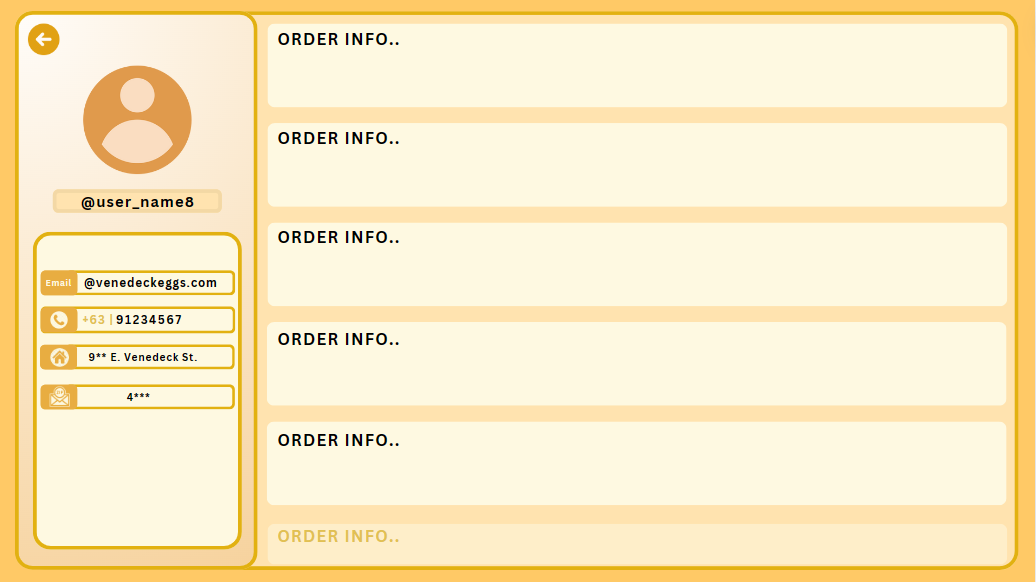 @user_name8
Email @venedeckeggs.com
+63 | 91234567
9** E. Venedeck St.
4***
ORDER INFO..
ORDER INFO..
ORDER INFO..
ORDER INFO..
ORDER INFO..
ORDER INFO..